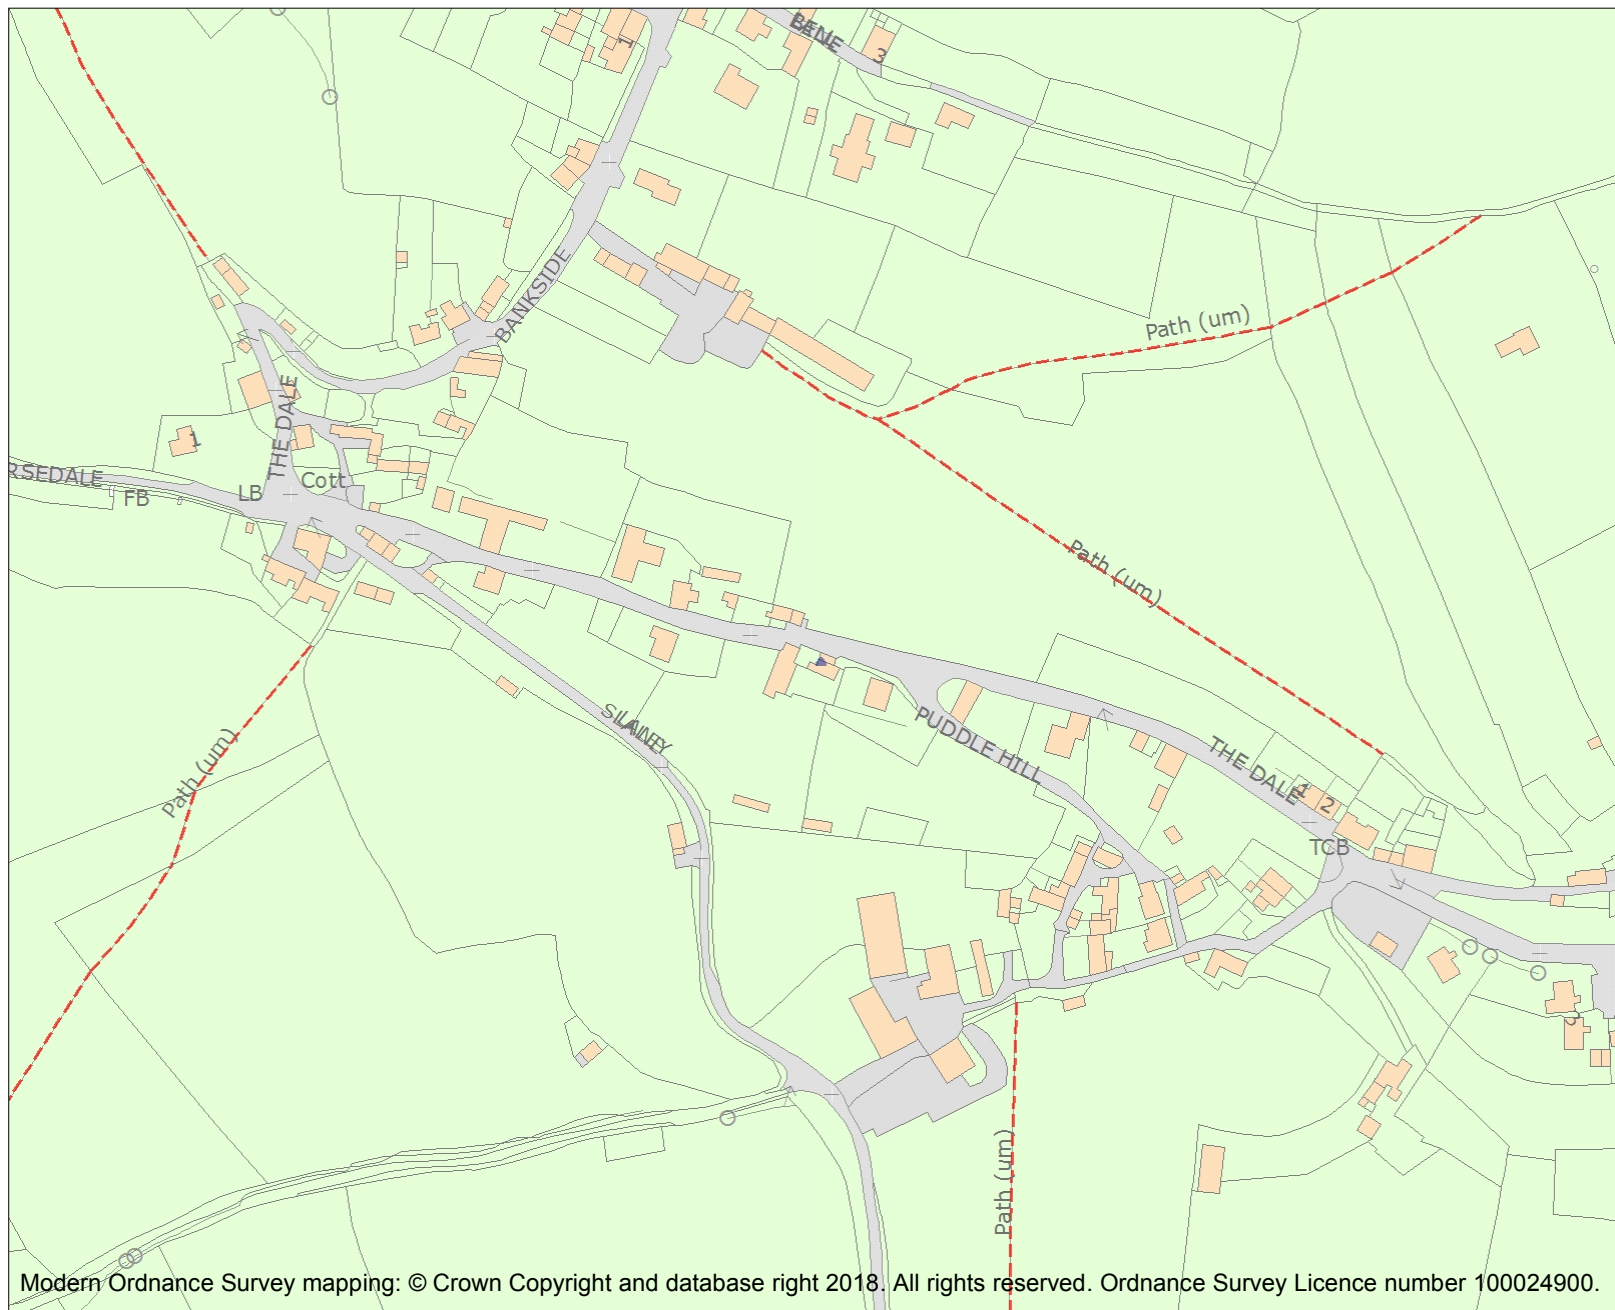 1
3
BANKSIDE
Path (um)
THE DALE
1
RSEDALE
FB
LB
Cott
Path (um)
LANE
PUDDLE HILL
Path (um)
THE DALE
1
2
TCB
3
Path (um)
Modern Ordnance Survey mapping: © Crown Copyright and database right 2018. All rights reserved. Ordnance Survey Licence number 100024900.